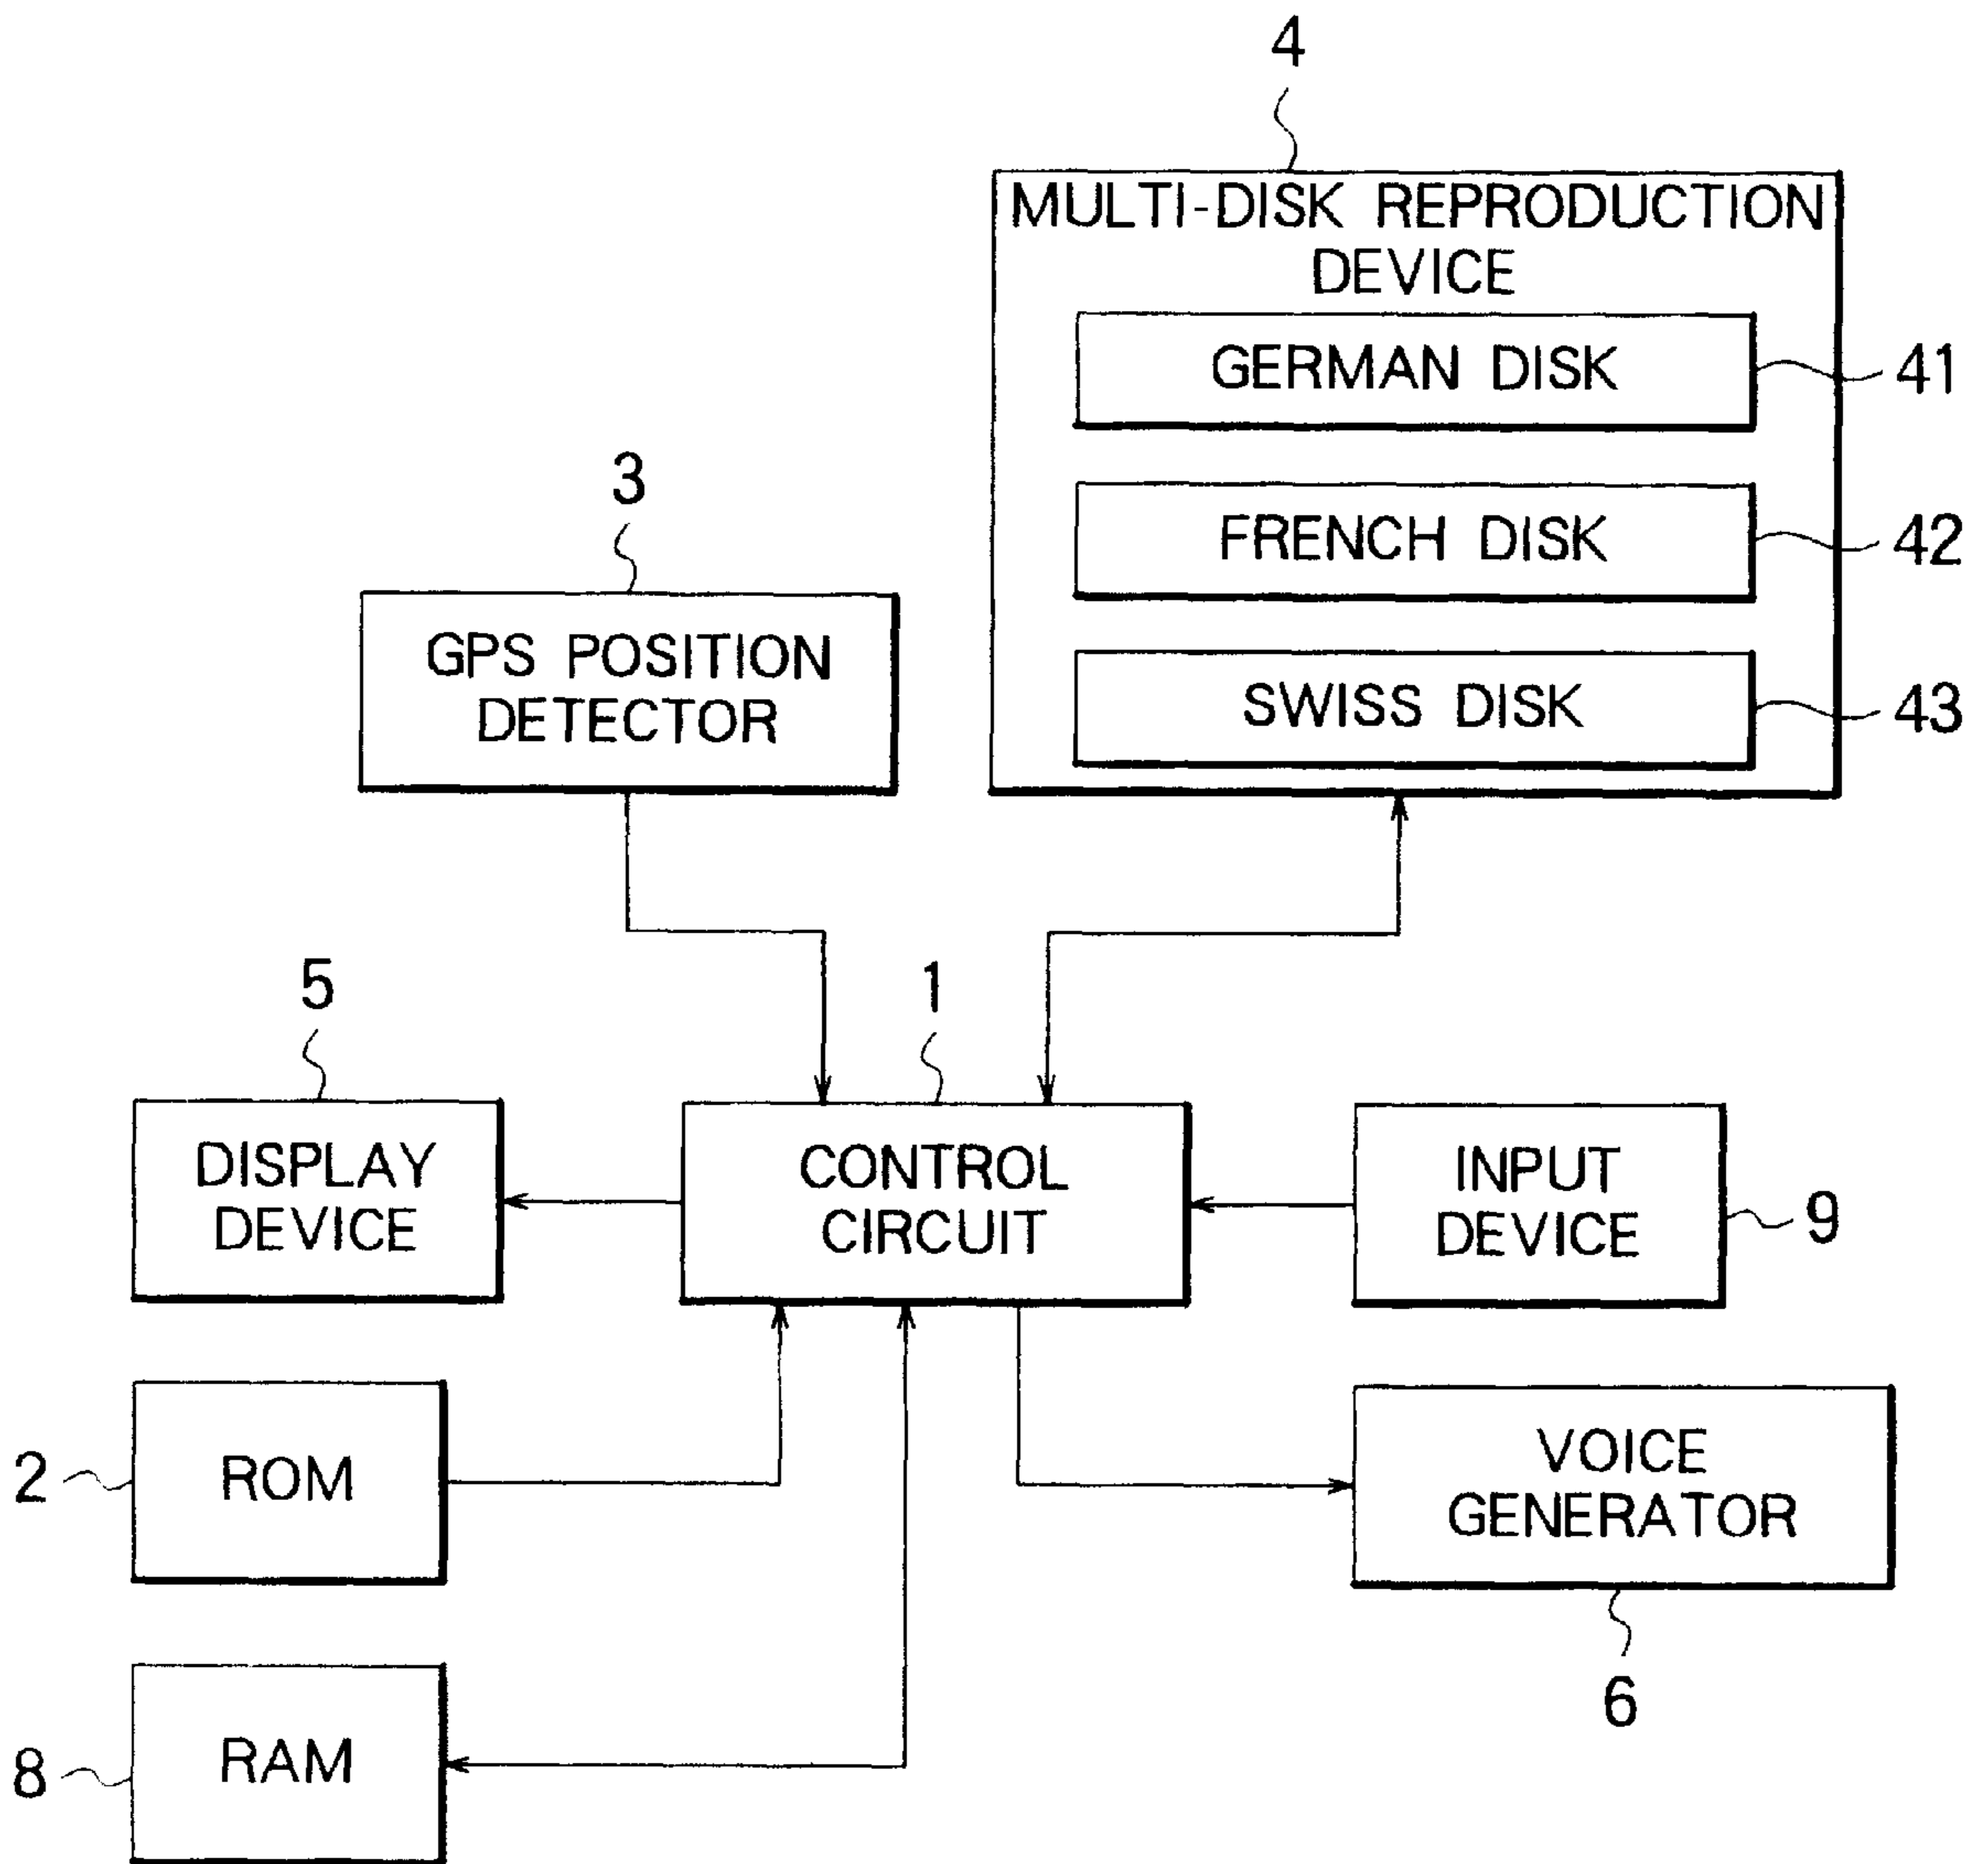 4
MULTI-DISK REPRODUCTION
DEVICE
GERMAN DISK
41
FRENCH DISK
42
SWISS DISK
43
3
GPS POSITION
DETECTOR
5
DISPLAY
DEVICE
1
CONTROL
CIRCUIT
INPUT
DEVICE
9
2
ROM
VOICE
GENERATOR
6
8
RAM